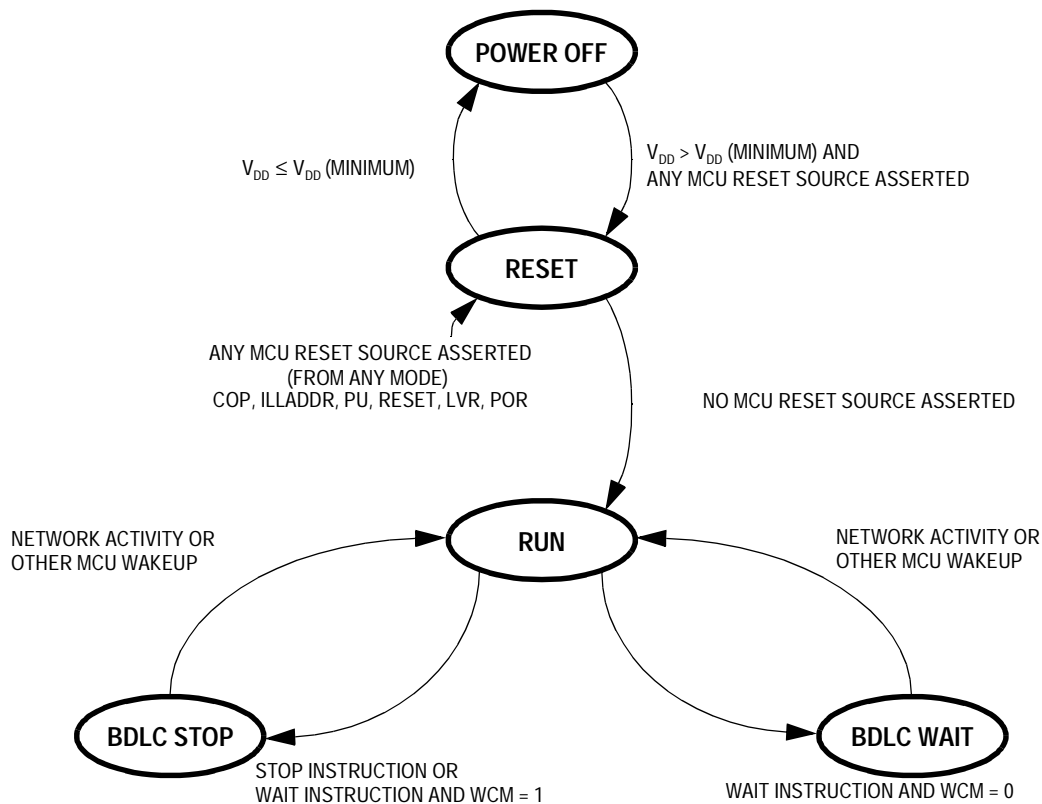 POWER OFF
V_DD ≤ V_DD (MINIMUM)
V_DD > V_DD (MINIMUM) AND
ANY MCU RESET SOURCE ASSERTED
RESET
ANY MCU RESET SOURCE ASSERTED
(FROM ANY MODE)
COP, ILLADDR, PU, RESET, LVR, POR
NO MCU RESET SOURCE ASSERTED
NETWORK ACTIVITY OR
OTHER MCU WAKEUP
RUN
NETWORK ACTIVITY OR
OTHER MCU WAKEUP
BDLC STOP
BDLC WAIT
STOP INSTRUCTION OR
WAIT INSTRUCTION AND WCM = 1
WAIT INSTRUCTION AND WCM = 0